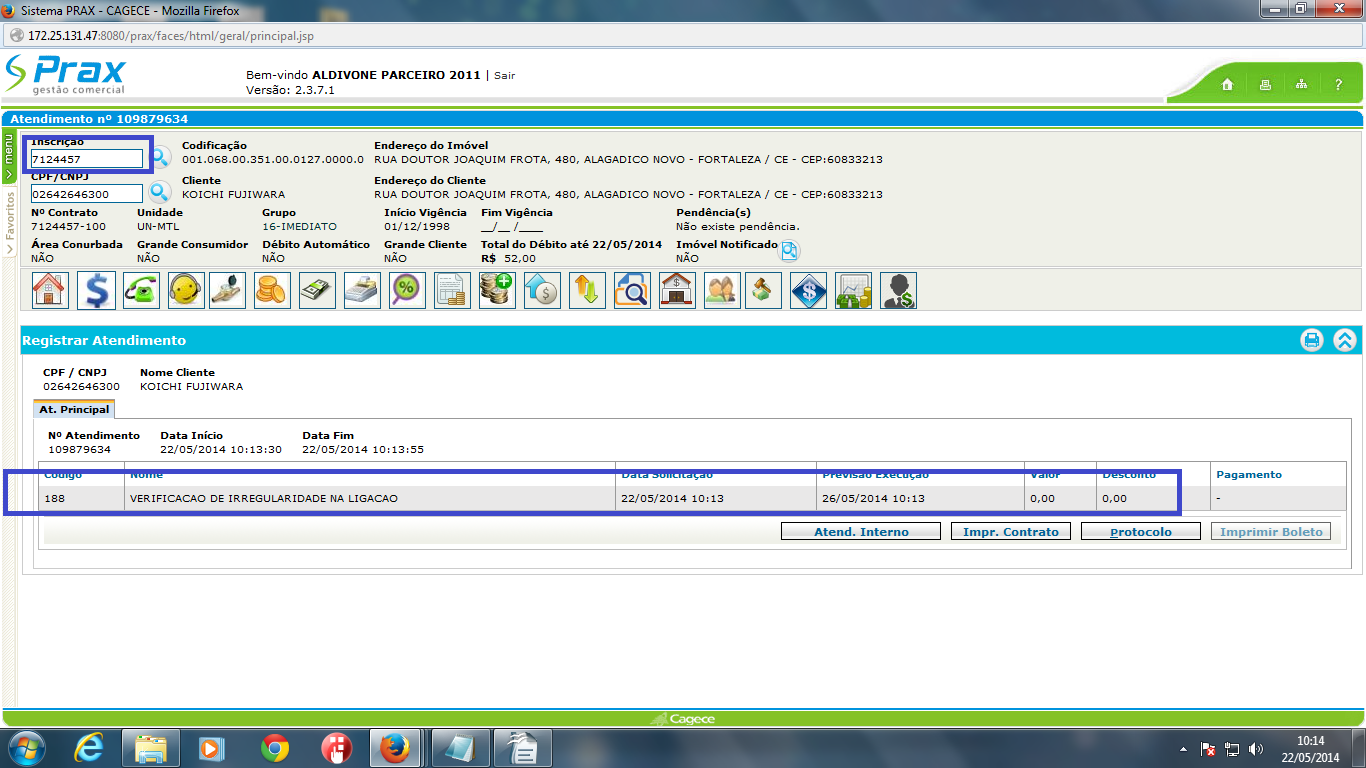 Sistema PRAX - CAGECE - Mozilla Firefox
172.25.131.47:8080/prax/faces/html/geral/principal.jsp
Prax
gestão comercial
Bem-vindo ALDIVONE PARCEIRO 2011 | Sair
Versão: 2.3.7.1
?
Atendimento nº 109879634
menu
Favoritos
Inscrição Codificação Endereço do Imóvel
7124457 001.068.00.351.00.0127.0000.0 RUA DOUTOR JOAQUIM FROTA, 480, ALAGADICO NOVO - FORTALEZA / CE - CEP:60833213
CPF/CNPJ Cliente Endereço do Cliente
02642646300 KOICHI FUJIWARA RUA DOUTOR JOAQUIM FROTA, 480, ALAGADICO NOVO - FORTALEZA / CE - CEP:60833213
Nº Contrato Unidade Grupo Início Vigência Fim Vigência Pendência(s)
7124457-100 UN-MTL 16-IMEDIATO 01/12/1998 __/__ /____ Não existe pendência.
Área Conurbada Grande Consumidor Débito Automático Grande Cliente Total do Débito até 22/05/2014 Imóvel Notificado
NÃO NÃO NÃO NÃO R$ 52,00 NÃO
Registrar Atendimento
CPF / CNPJ Nome Cliente
02642646300 KOICHI FUJIWARA
At. Principal
Nº Atendimento Data Início Data Fim
109879634 22/05/2014 10:13:30 22/05/2014 10:13:55
Código Nome Data Solicitação Previsão Execução Valor Desconto Pagamento
188 VERIFICACAO DE IRREGULARIDADE NA LIGACAO 22/05/2014 10:13 26/05/2014 10:13 0,00 0,00 -
Atend. Interno Impr. Contrato Protocolo Imprimir Boleto
Cagece
10:14
22/05/2014